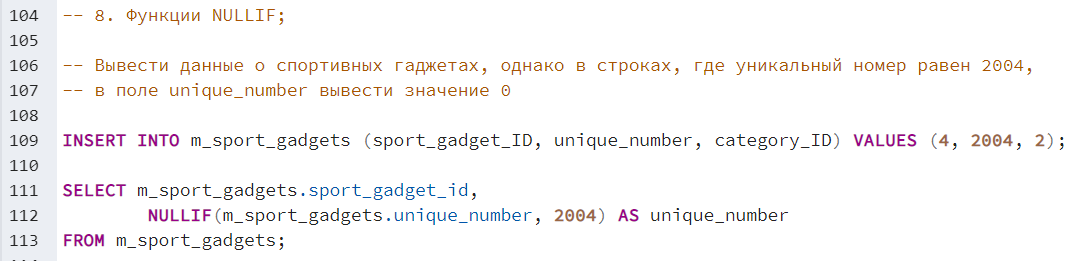 104 -- 8. Функции NULLIF;
105
106 -- Вывести данные о спортивных гаджетах, однако в строках, где уникальный номер равен 2004,
107 -- в поле unique_number вывести значение 0
108
109 INSERT INTO m_sport_gadgets (sport_gadget_ID, unique_number, category_ID) VALUES (4, 2004, 2);
110
111 SELECT m_sport_gadgets.sport_gadget_id,
112 NULLIF(m_sport_gadgets.unique_number, 2004) AS unique_number
113 FROM m_sport_gadgets;